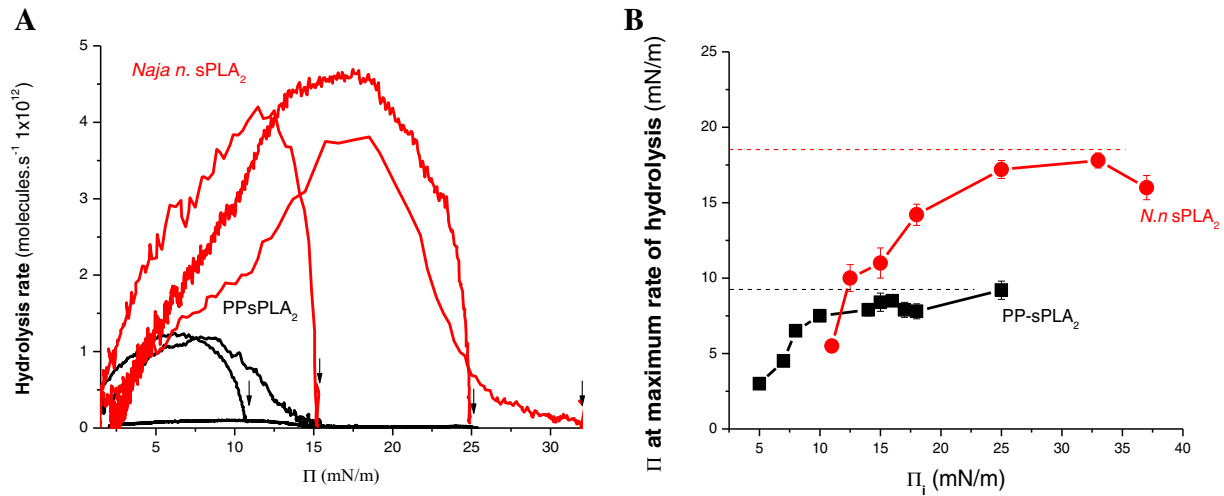 A
Hydrolysis rate (molecules.s⁻¹ 1x10¹²)
5
4
3
2
1
0
Naja n. sPLA₂
PPsPLA₂
5 10 15 20 25 30
Π (mN/m)
B
Π at maximum rate of hydrolysis (mN/m)
25
20
15
10
5
0
N.n sPLA₂
PP-sPLA₂
5 10 15 20 25 30 35 40
Πᵢ (mN/m)